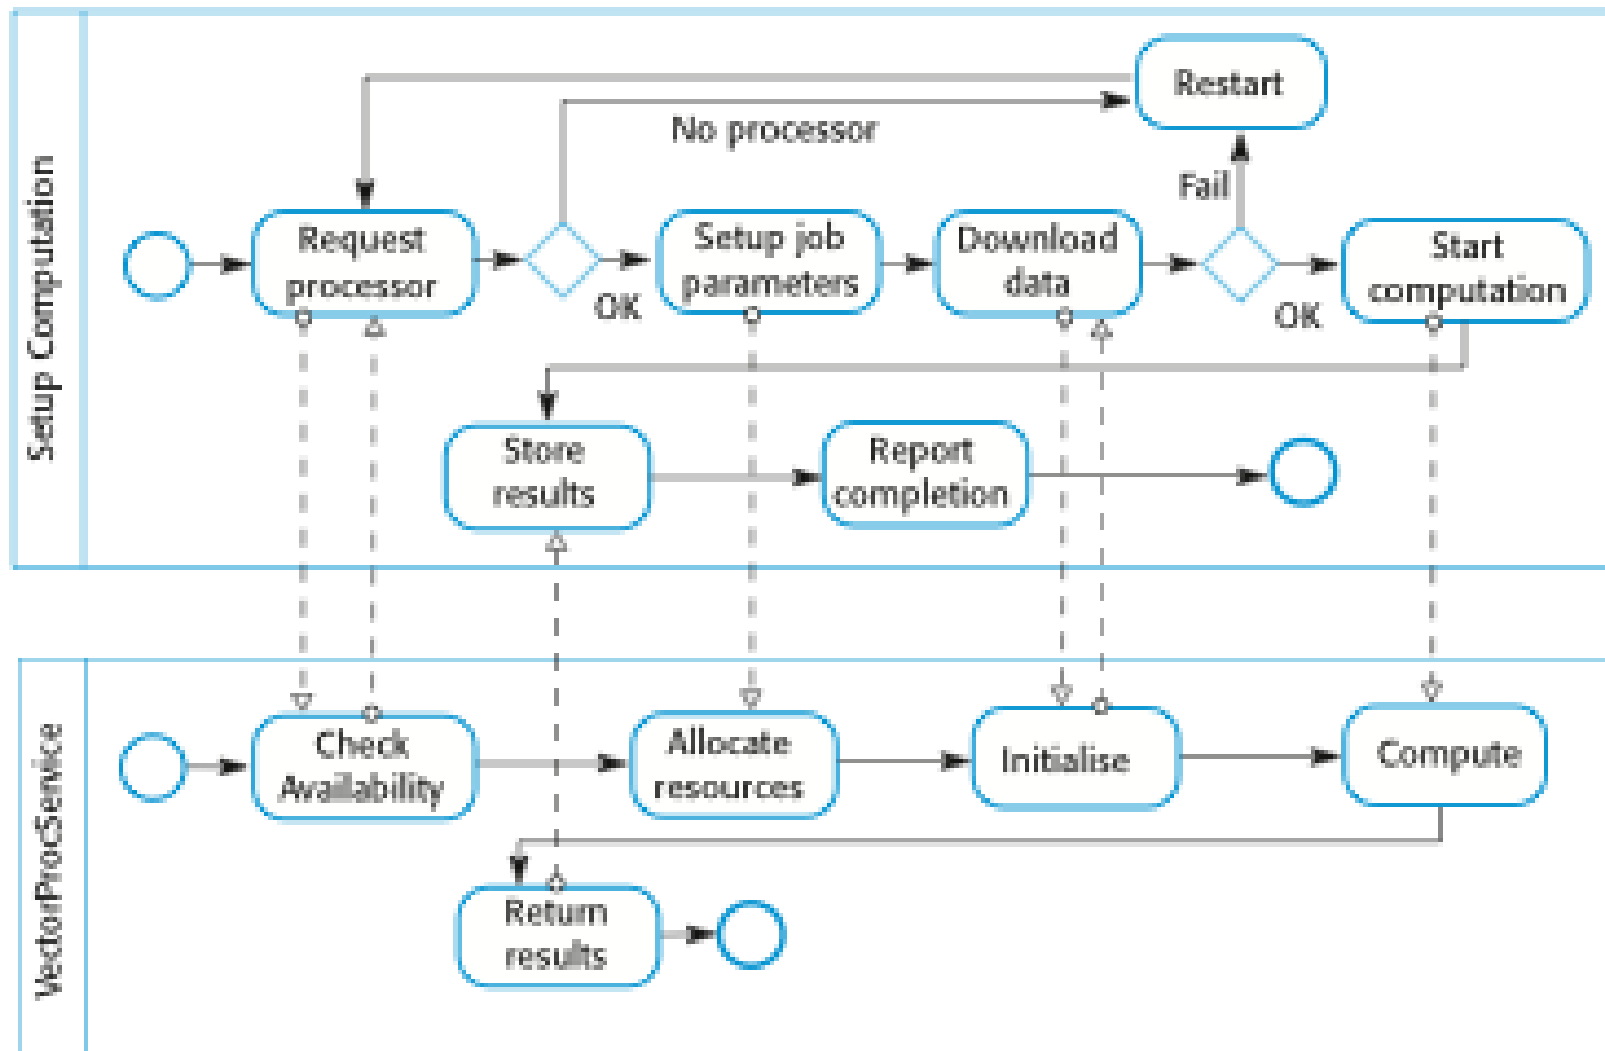 Setup Computation
Restart
No processor
Fail
Request
processor
OK
Setup job
parameters
Download
data
OK
Start
computation
Store
results
Report
completion
VectorProcService
Check
Availability
Allocate
resources
Initialise
Compute
Return
results